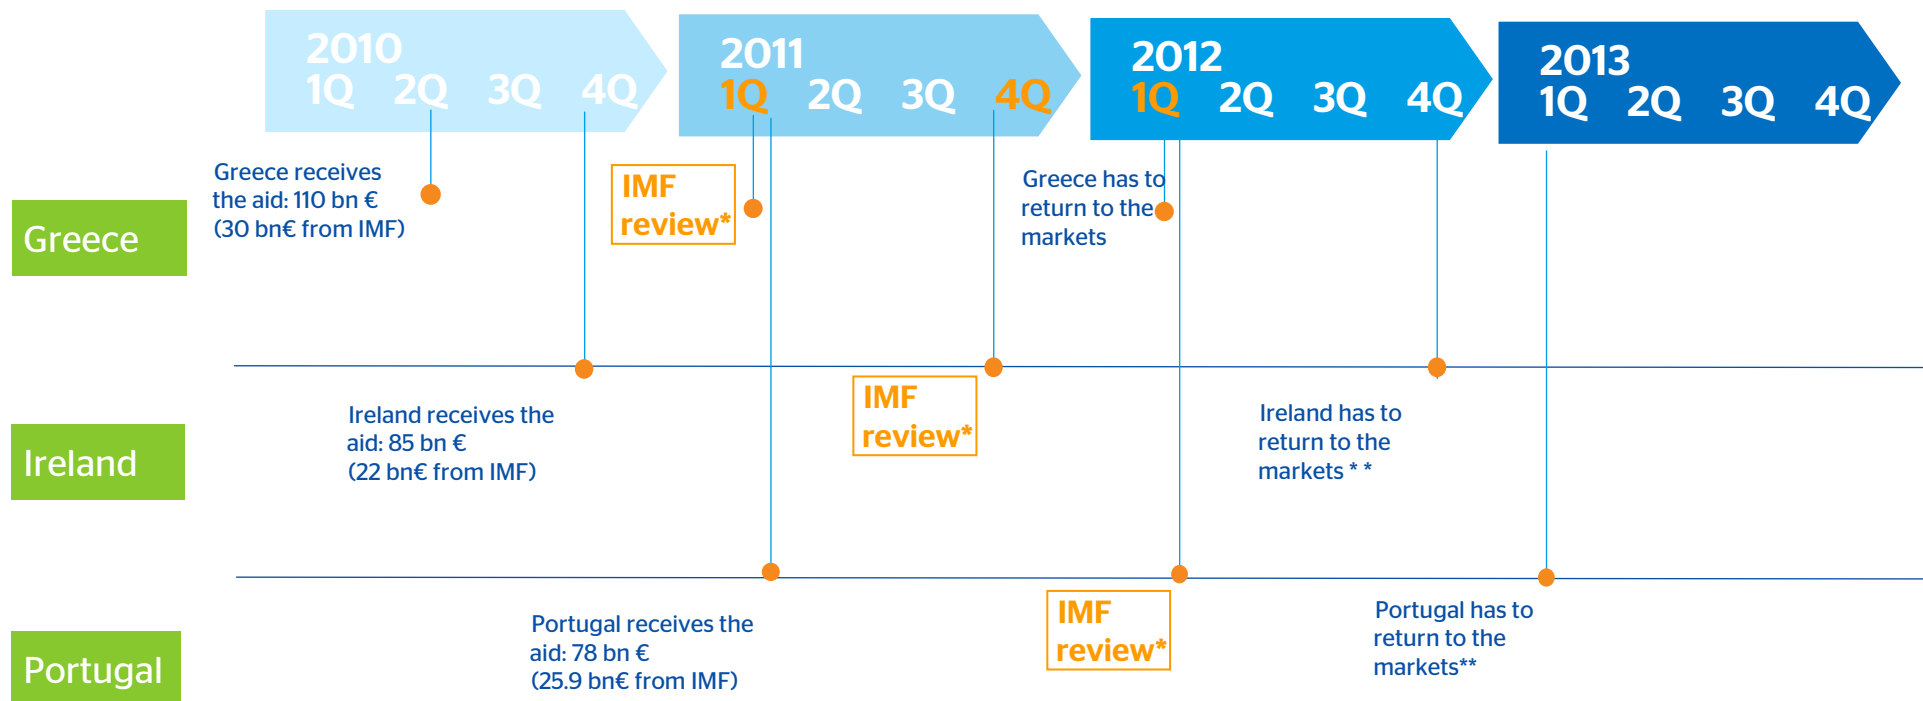 2010
1Q 2Q 3Q 4Q
2011
1Q 2Q 3Q 4Q
2012
1Q 2Q 3Q 4Q
2013
1Q 2Q 3Q 4Q
Greece
Greece receives
the aid: 110 bn €
(30 bn€ from IMF)
IMF
review*
Greece has to
return to the
markets
Ireland
Ireland receives the
aid: 85 bn €
(22 bn€ from IMF)
IMF
review*
Ireland has to
return to the
markets * *
Portugal
Portugal receives the
aid: 78 bn €
(25.9 bn€ from IMF)
IMF
review*
Portugal has to
return to the
markets**